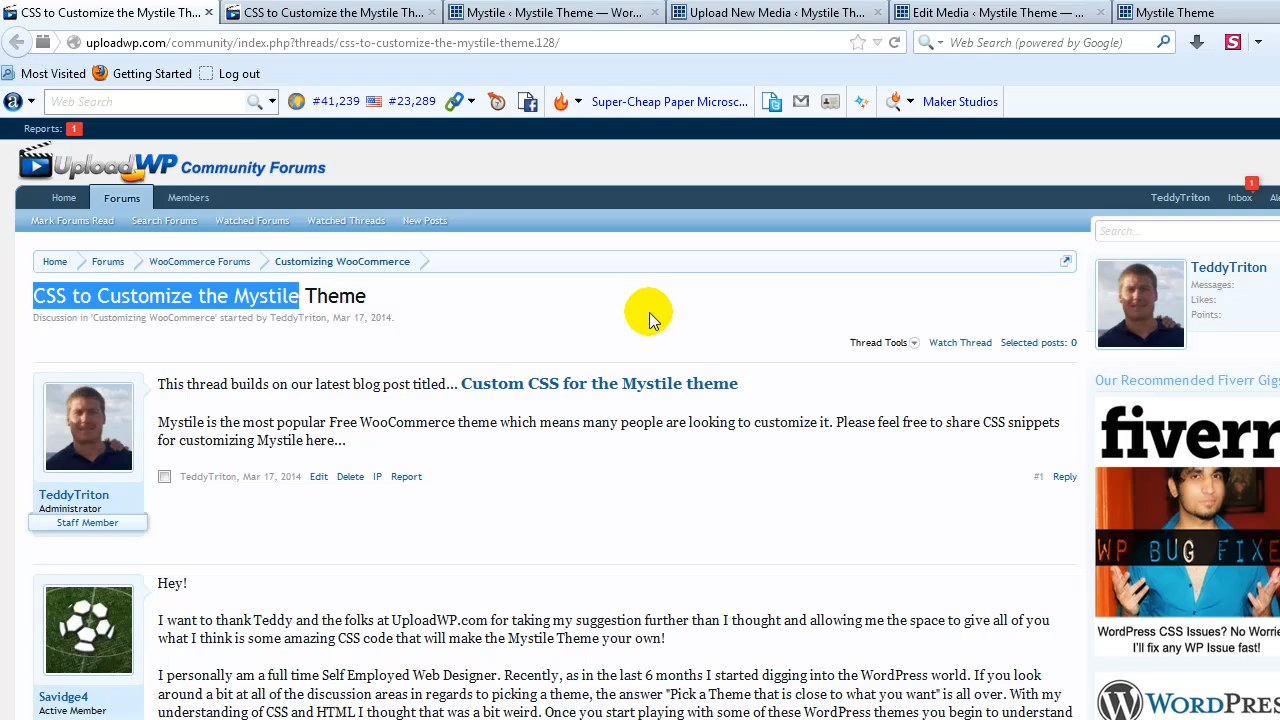 CSS to Customize the Mystile Th...
CSS to Customize the Mystile Th...
Mystile ‹ Mystile Theme — Wor...
Upload New Media ‹ Mystile Th...
Edit Media ‹ Mystile Theme — ...
Mystile Theme
uploadwp.com/community/index.php?threads/css-to-customize-the-mystile-theme.128/
Web Search (powered by Google)
Most Visited
Getting Started
Log out
Web Search
#41,239
#23,289
Super-Cheap Paper Microsc...
Maker Studios
Reports: 1
UploadWP Community Forums
Home
Forums
Members
TeddyTriton
Inbox
1
Mark Forums Read
Search Forums
Watched Forums
Watched Threads
New Posts
Search...
Home
Forums
WooCommerce Forums
Customizing WooCommerce
TeddyTriton
Messages:
Likes:
Points:
CSS to Customize the Mystile Theme
Discussion in 'Customizing WooCommerce' started by TeddyTriton, Mar 17, 2014.
Thread Tools
Watch Thread
Selected posts: 0
This thread builds on our latest blog post titled... Custom CSS for the Mystile theme
Mystile is the most popular Free WooCommerce theme which means many people are looking to customize it. Please feel free to share CSS snippets
for customizing Mystile here...
TeddyTriton, Mar 17, 2014
Edit
Delete
IP
Report
#1
Reply
TeddyTriton
Administrator
Staff Member
Our Recommended Fiverr Gigs
fiverr
WP BUG FIXE
WordPress CSS Issues? No Worrie
I'll fix any WP Issue fast!
WORDPRES
Hey!
I want to thank Teddy and the folks at UploadWP.com for taking my suggestion further than I thought and allowing me the space to give all of you
what I think is some amazing CSS code that will make the Mystile Theme your own!
I personally am a full time Self Employed Web Designer. Recently, as in the last 6 months I started digging into the WordPress world. If you look
around a bit at all of the discussion areas in regards to picking a theme, the answer "Pick a Theme that is close to what you want" is all over. With my
understanding of CSS and HTML I thought that was a bit weird. Once you start playing with some of these WordPress themes you begin to understand
Savidge4
Active Member